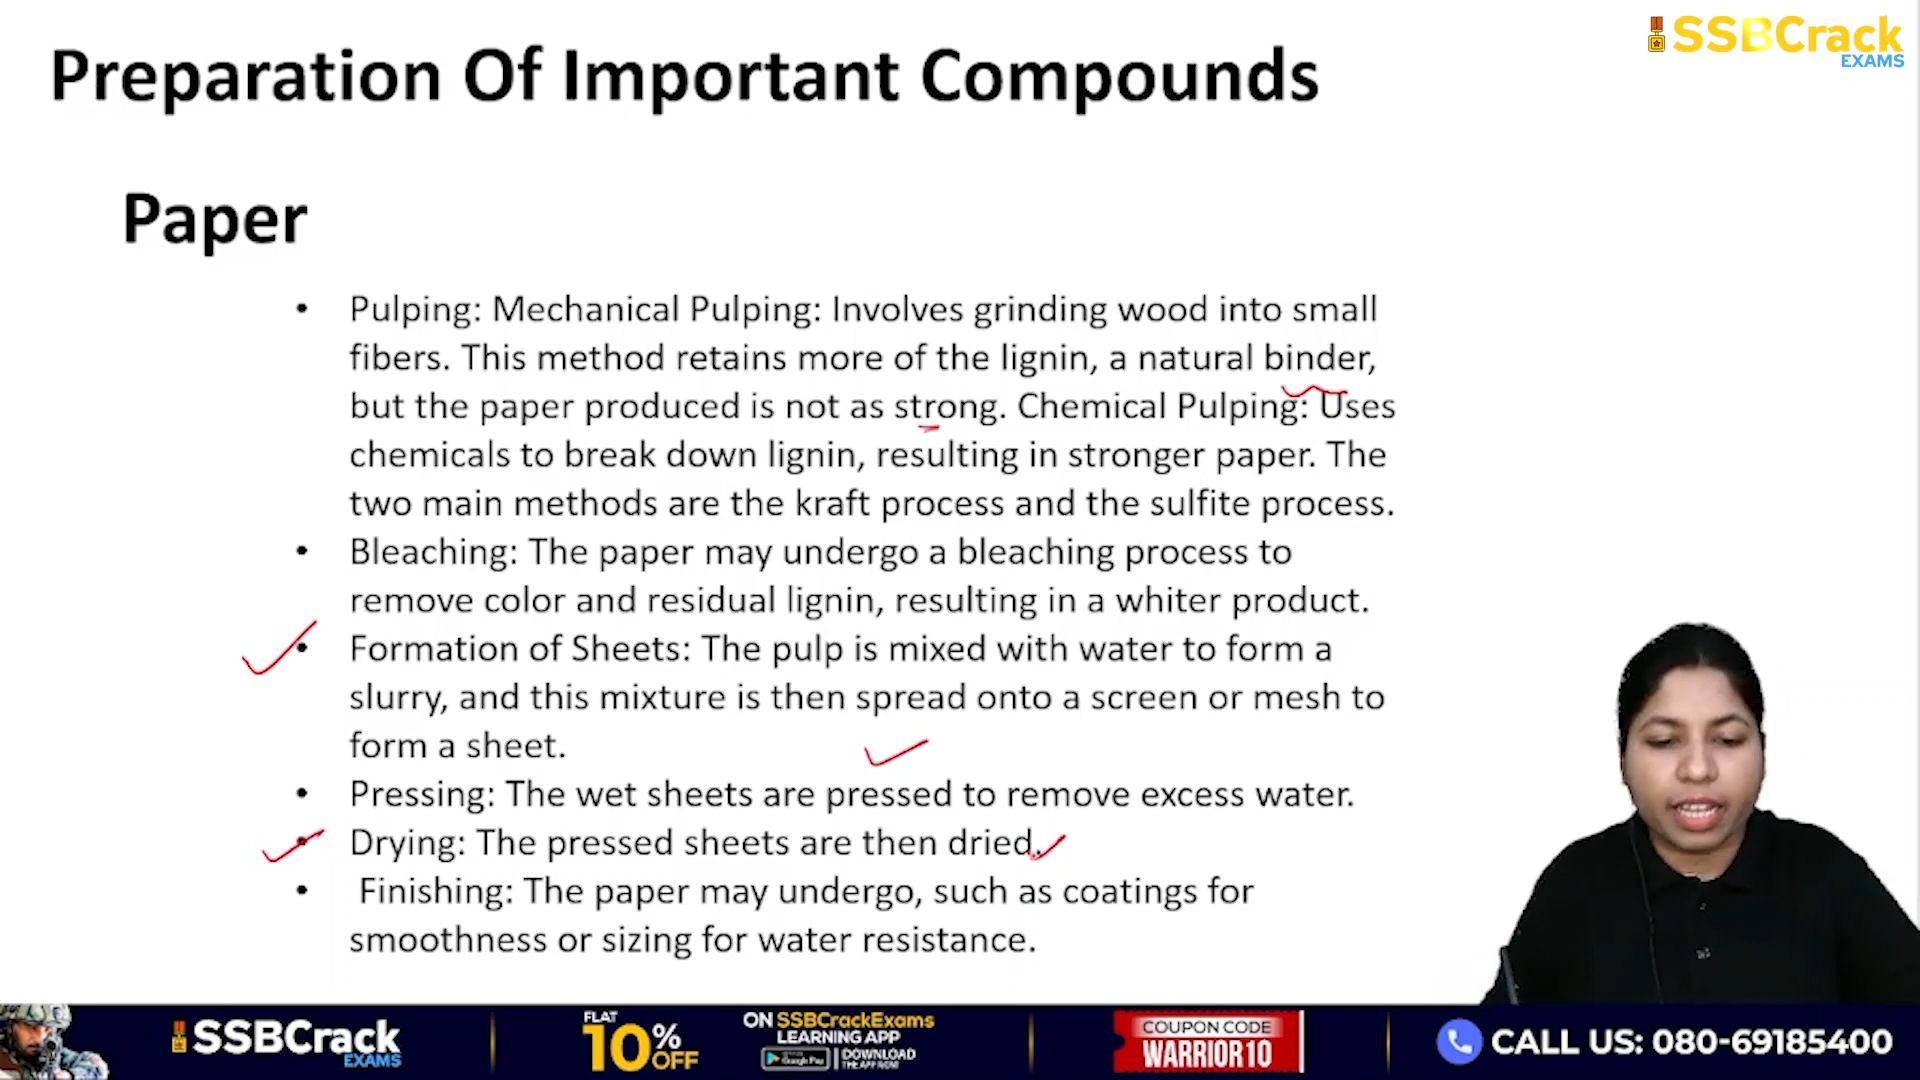 SSBCrack
EXAMS
Preparation Of Important Compounds
Paper
• Pulping: Mechanical Pulping: Involves grinding wood into small
fibers. This method retains more of the lignin, a natural binder,
but the paper produced is not as strong. Chemical Pulping: Uses
chemicals to break down lignin, resulting in stronger paper. The
two main methods are the kraft process and the sulfite process.
• Bleaching: The paper may undergo a bleaching process to
remove color and residual lignin, resulting in a whiter product.
• Formation of Sheets: The pulp is mixed with water to form a
slurry, and this mixture is then spread onto a screen or mesh to
form a sheet.
• Pressing: The wet sheets are pressed to remove excess water.
• Drying: The pressed sheets are then dried.
• Finishing: The paper may undergo, such as coatings for
smoothness or sizing for water resistance.
SSBCrack
EXAMS
FLAT
10% OFF
ON SSBCrackExams
LEARNING APP
Google Play
DOWNLOAD
THE APP NOW
COUPON CODE
WARRIOR10
CALL US: 080-69185400